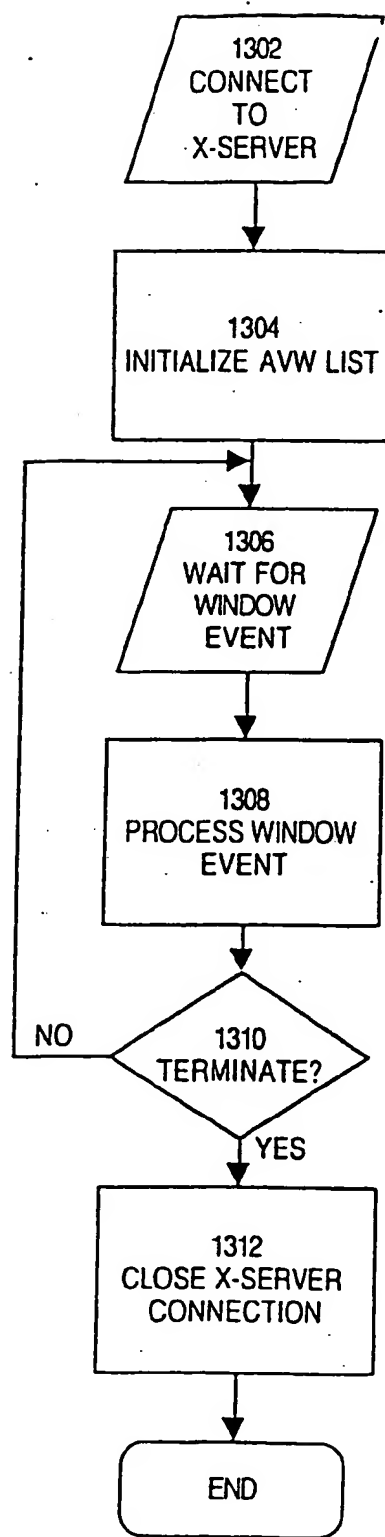 1302
CONNECT
TO
X-SERVER
1304
INITIALIZE AVW LIST
1306
WAIT FOR
WINDOW
EVENT
1308
PROCESS WINDOW
EVENT
NO
1310
TERMINATE?
YES
1312
CLOSE X-SERVER
CONNECTION
END